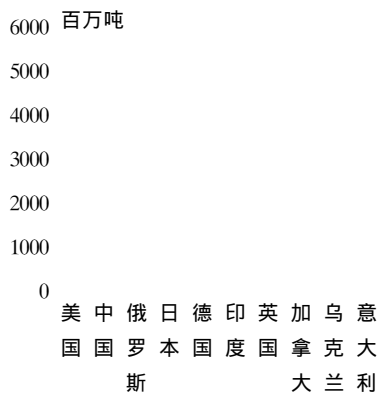 百万吨
6000
5000
4000
3000
2000
1000
0
美国
中国
俄罗斯
日本
德国
印度
英国
加拿大
乌克兰
意大利